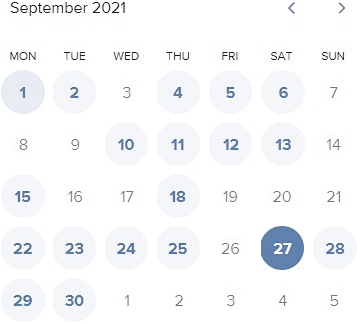 September 2021
MON TUE WED THU FRI SAT SUN
1 2 3 4 5 6 7
8 9 10 11 12 13 14
15 16 17 18 19 20 21
22 23 24 25 26 27 28
29 30 1 2 3 4 5